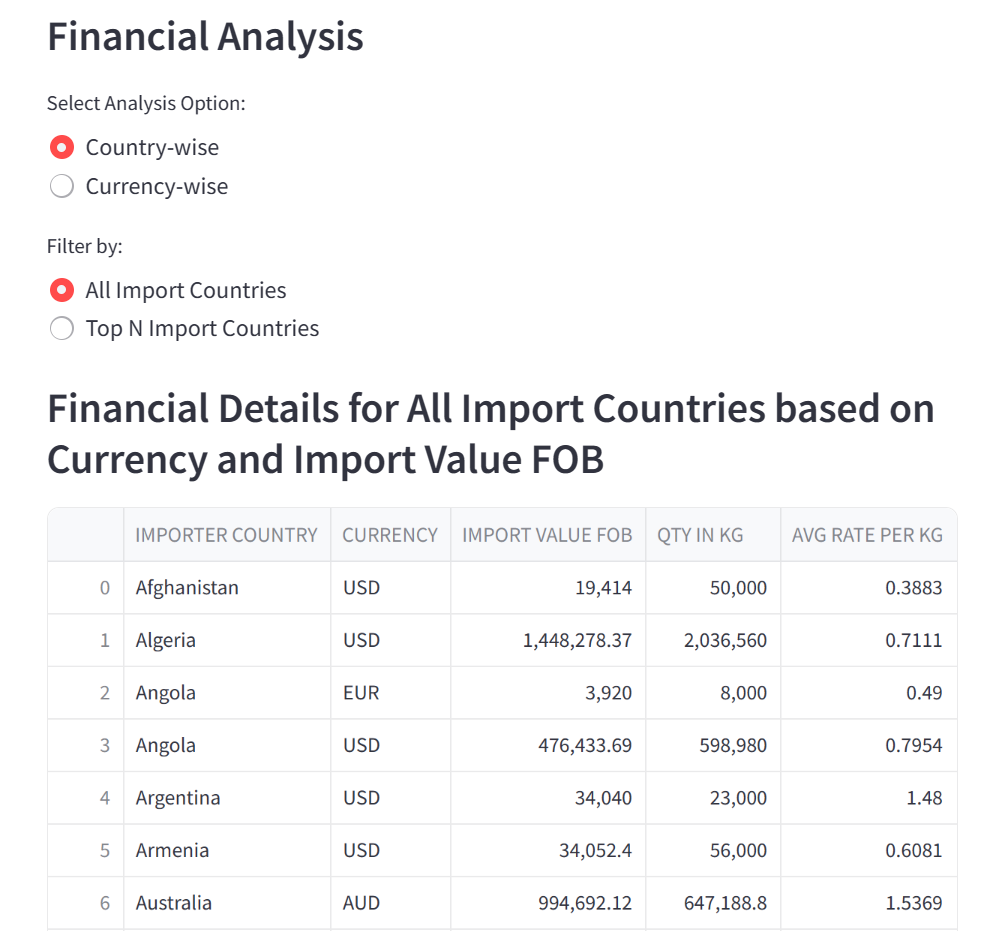 Financial Analysis
Select Analysis Option:
Country-wise
Currency-wise
Filter by:
All Import Countries
Top N Import Countries
Financial Details for All Import Countries based on
Currency and Import Value FOB
IMPORTER COUNTRY CURRENCY IMPORT VALUE FOB QTY IN KG AVG RATE PER KG
0 Afghanistan USD 19,414 50,000 0.3883
1 Algeria USD 1,448,278.37 2,036,560 0.7111
2 Angola EUR 3,920 8,000 0.49
3 Angola USD 476,433.69 598,980 0.7954
4 Argentina USD 34,040 23,000 1.48
5 Armenia USD 34,052.4 56,000 0.6081
6 Australia AUD 994,692.12 647,188.8 1.5369